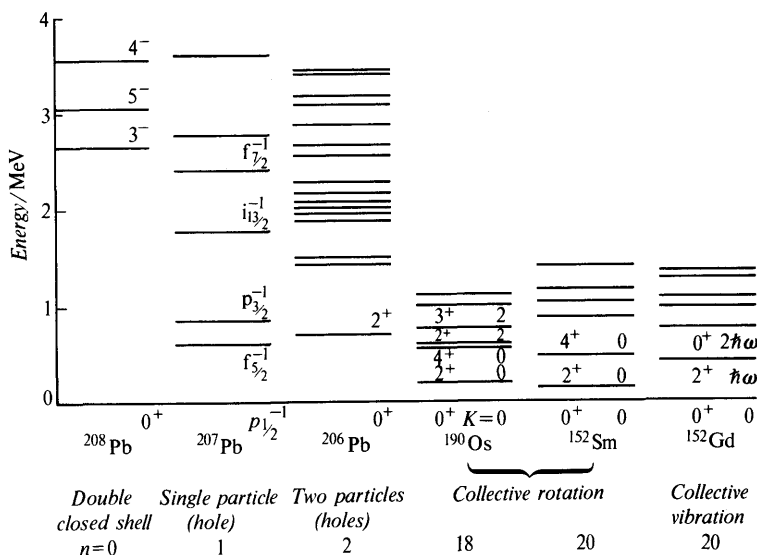 4
4⁻
5⁻
3⁻
3
f₇/₂⁻¹
Energy/MeV
2
i₁₃/₂⁻¹
1
p₃/₂⁻¹
2⁺
3⁺ 2
2⁺ 2
4⁺ 0
2⁺ 0
4⁺ 0
2⁺ 0
0⁺ 2ħω
2⁺ ħω
f₅/₂⁻¹
0
0⁺ p₁/₂⁻¹ 0⁺ 0⁺ K=0 0⁺ 0 0⁺ 0
²⁰⁸Pb ²⁰⁷Pb ²⁰⁶Pb ¹⁹⁰Os ¹⁵²Sm ¹⁵²Gd
Double Single particle Two particles Collective rotation Collective
closed shell (hole) (holes) vibration
n=0 1 2 18 20 20